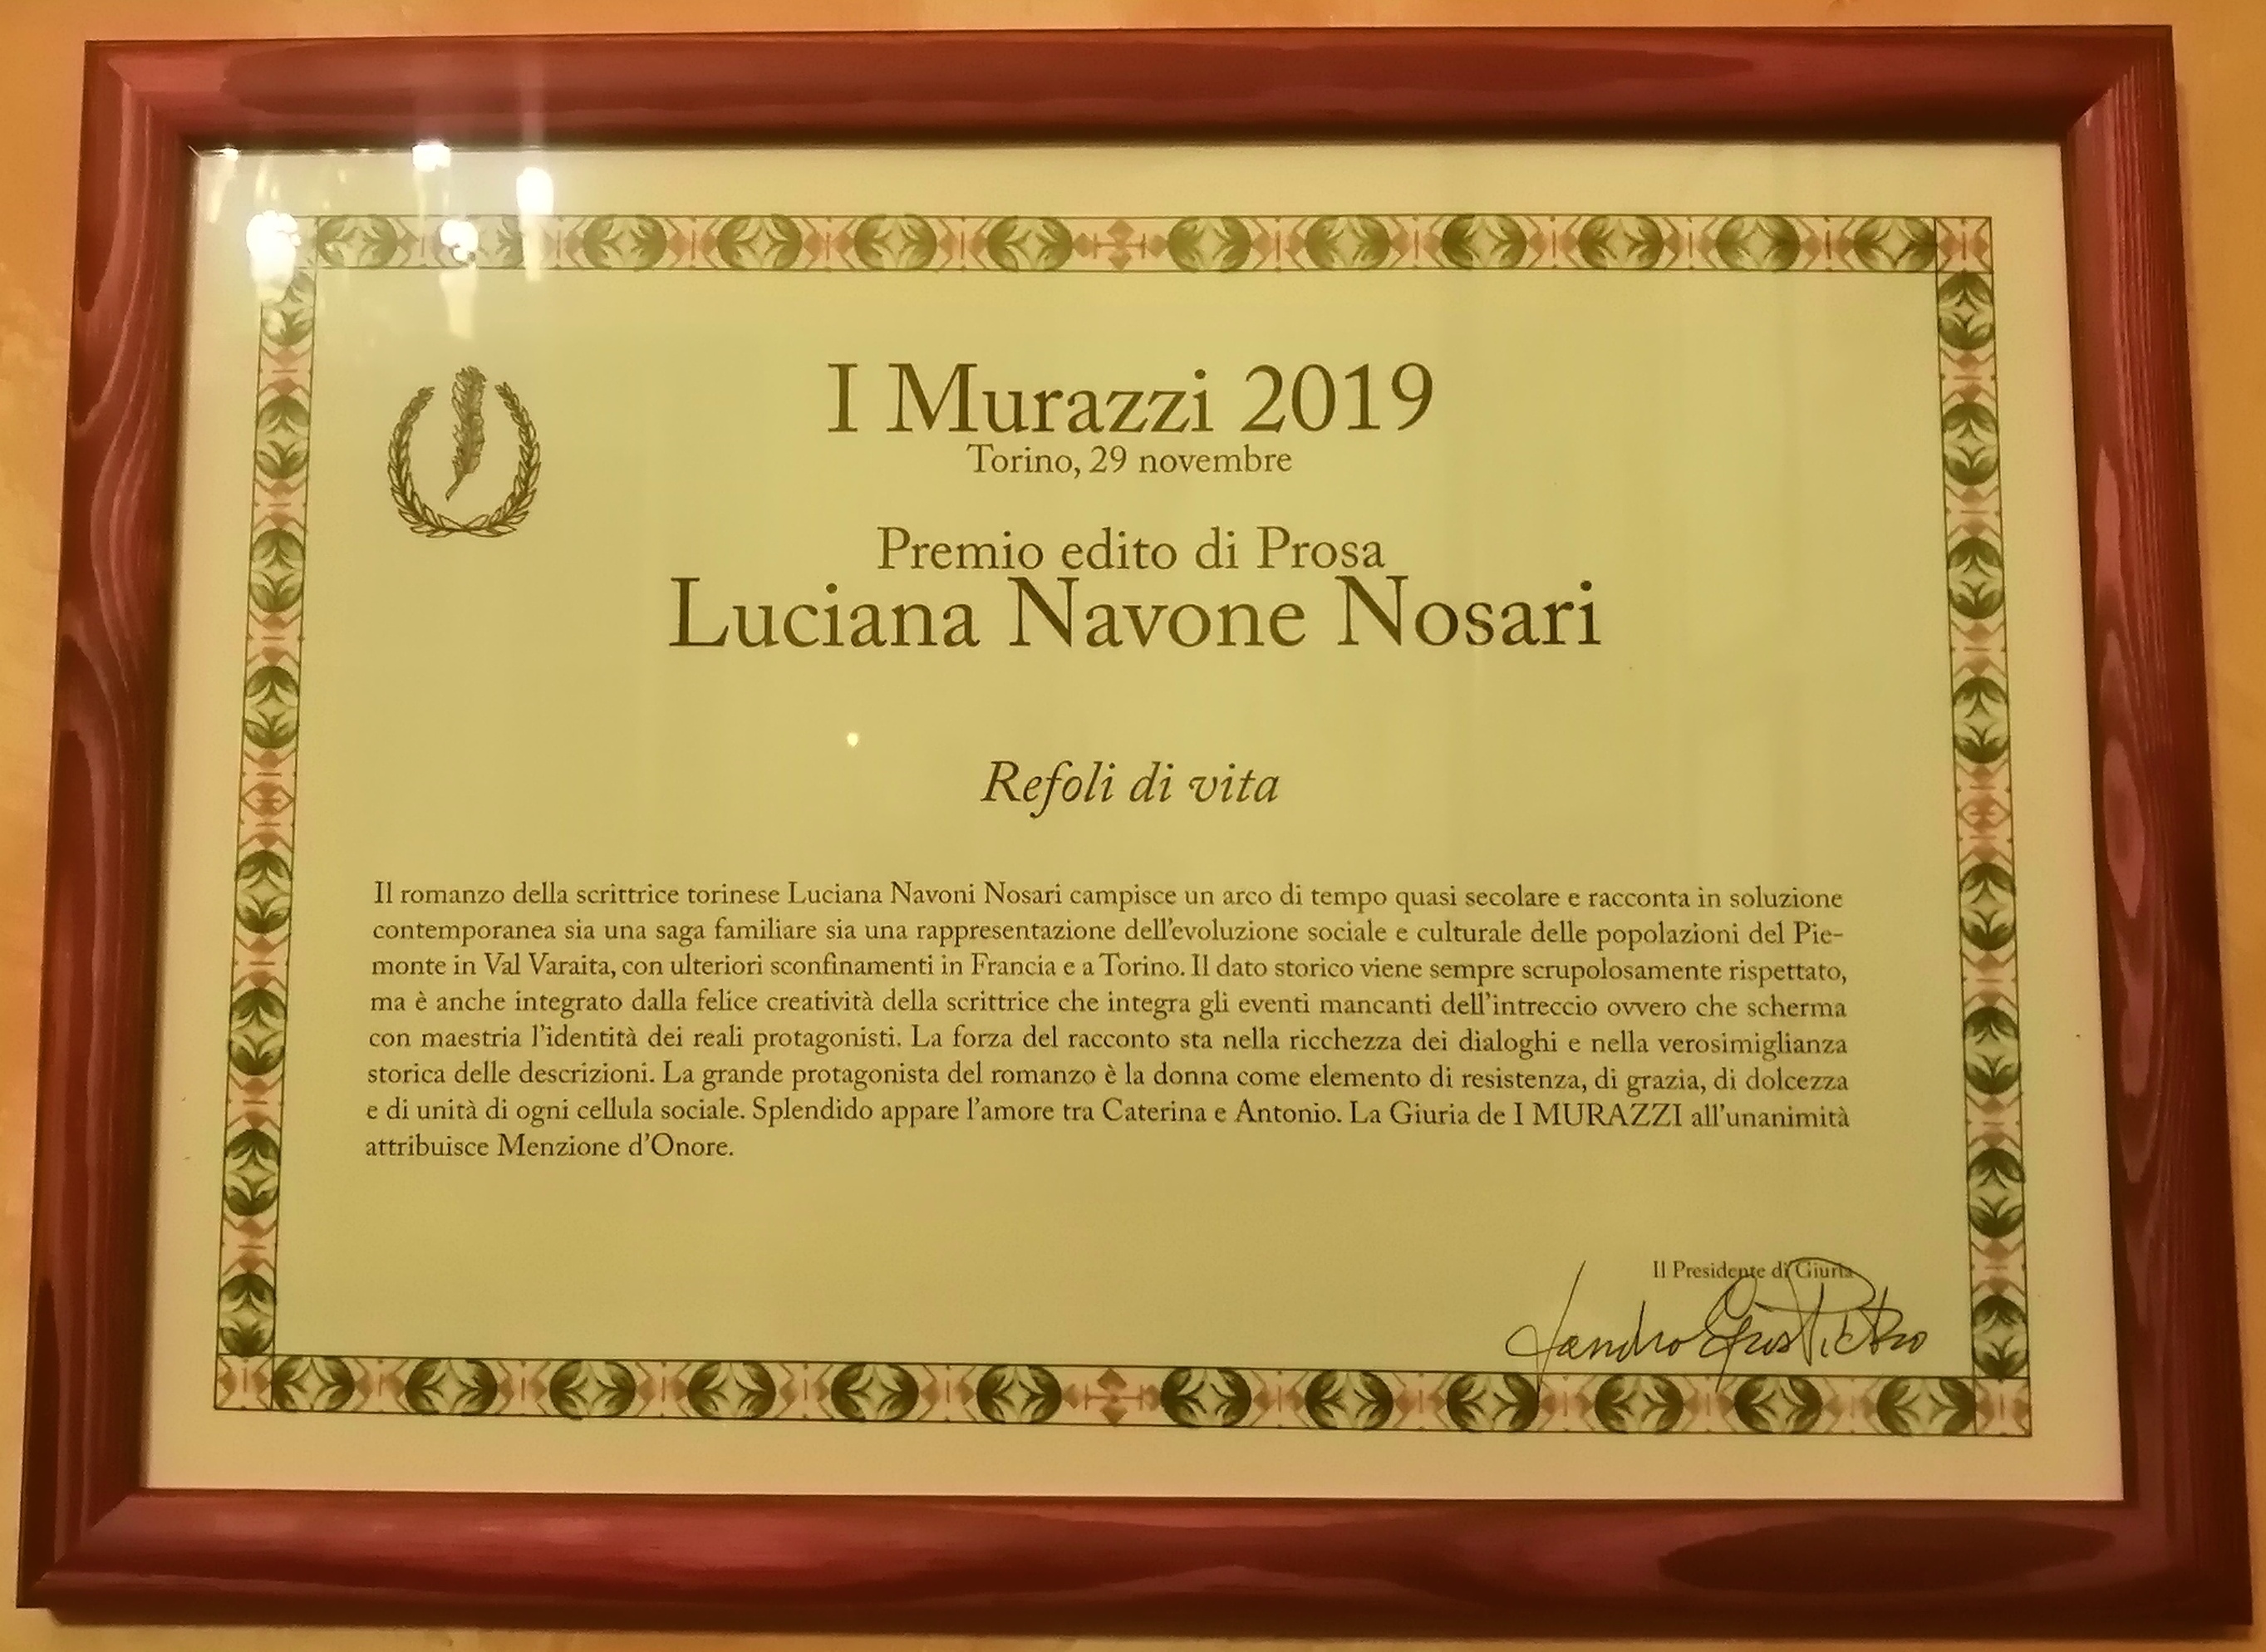 I Murazzi 2019
Torino, 29 novembre
Premio edito di Prosa
Luciana Navone Nosari
Refoli di vita
Il romanzo della scrittrice torinese Luciana Navoni Nosari campisce un arco di tempo quasi secolare e racconta in soluzione
contemporanea sia una saga familiare sia una rappresentazione dell'evoluzione sociale e culturale delle popolazioni del Pie-
monte in Val Varaita, con ulteriori sconfinamenti in Francia e a Torino. Il dato storico viene sempre scrupolosamente rispettato,
ma è anche integrato dalla felice creatività della scrittrice che integra gli eventi mancanti dell'intreccio ovvero che scherma
con maestria l'identità dei reali protagonisti. La forza del racconto sta nella ricchezza dei dialoghi e nella verosimiglianza
storica delle descrizioni. La grande protagonista del romanzo è la donna come elemento di resistenza, di grazia, di dolcezza
e di unità di ogni cellula sociale. Splendido appare l'amore tra Caterina e Antonio. La Giuria de I MURAZZI all'unanimità
attribuisce Menzione d'Onore.
Il Presidente di Giuria
Sandro Gros Pietro